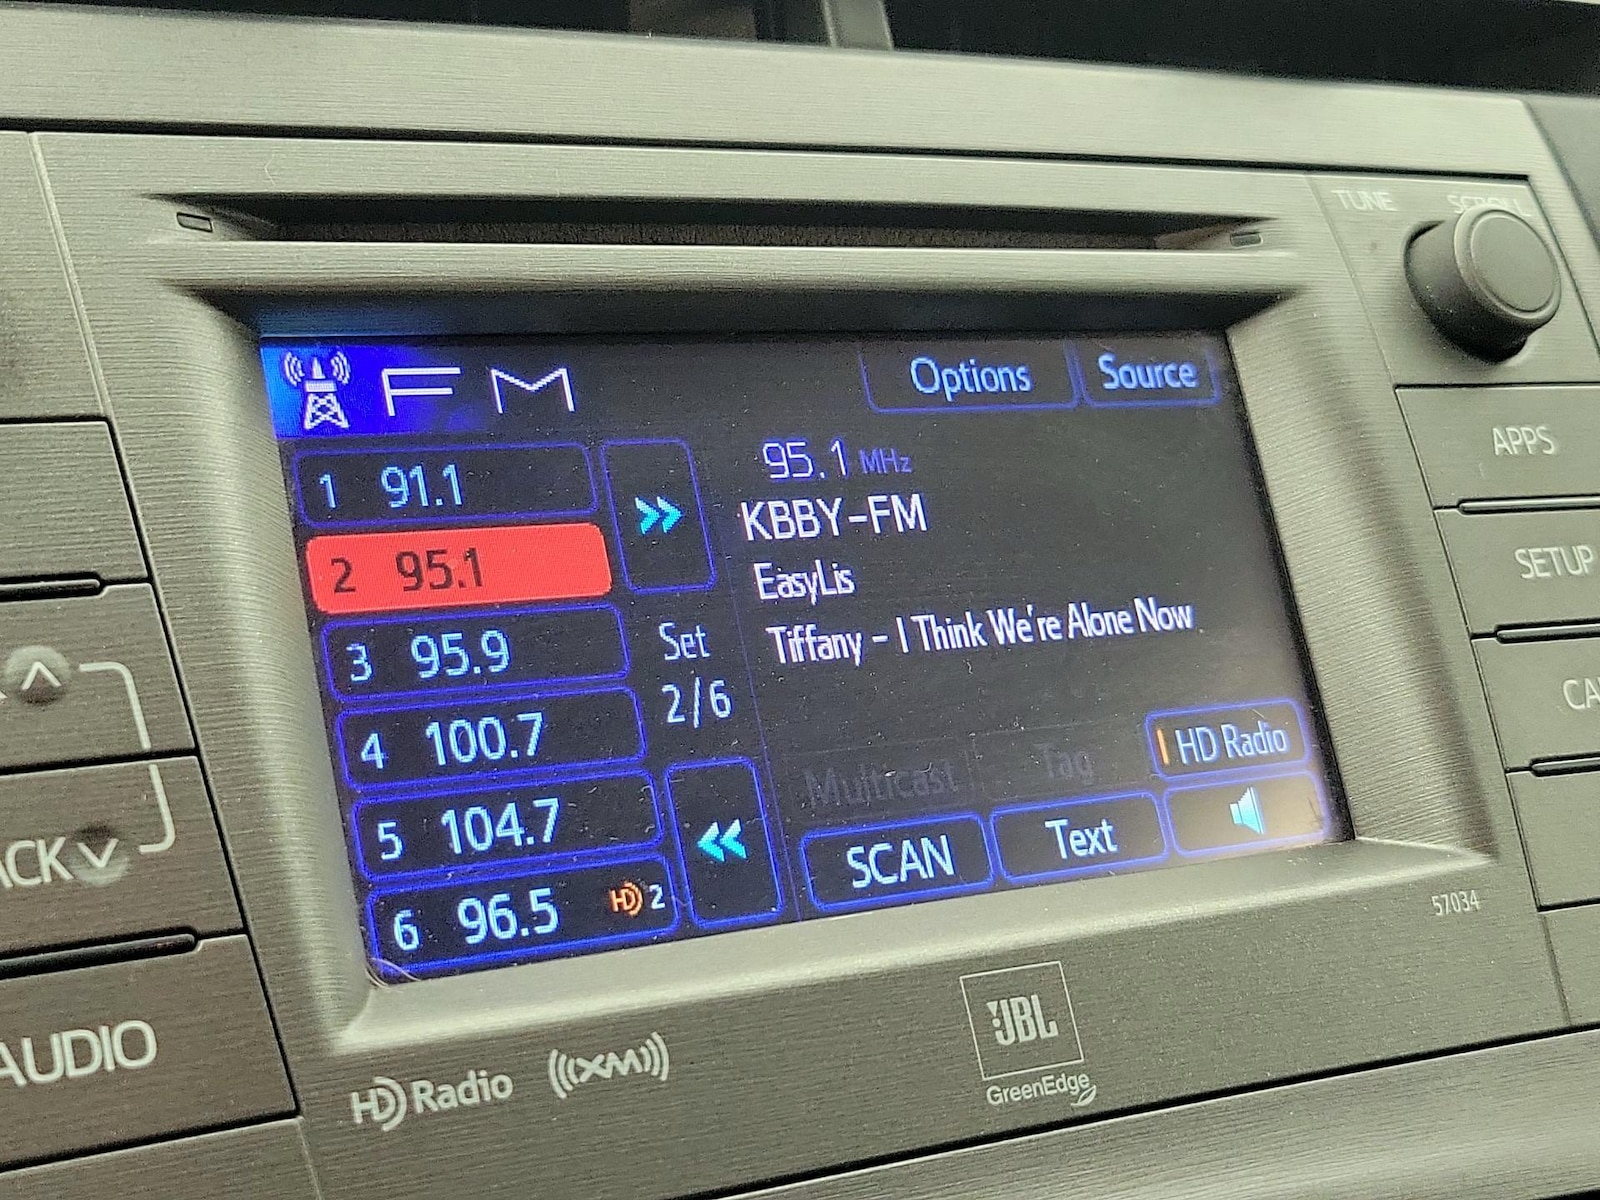 TUNE SCROLL
FM
Options
Source
1 91.1
2 95.1
3 95.9
4 100.7
5 104.7
6 96.5 HD 2
Set
2/6
95.1 MHz
KBBY-FM
EasyLis
Tiffany - I Think We're Alone Now
Multicast
Tag
HD Radio
SCAN
Text
APPS
SETUP
CA
ACK
AUDIO
57034
HD Radio
XM
JBL
GreenEdge